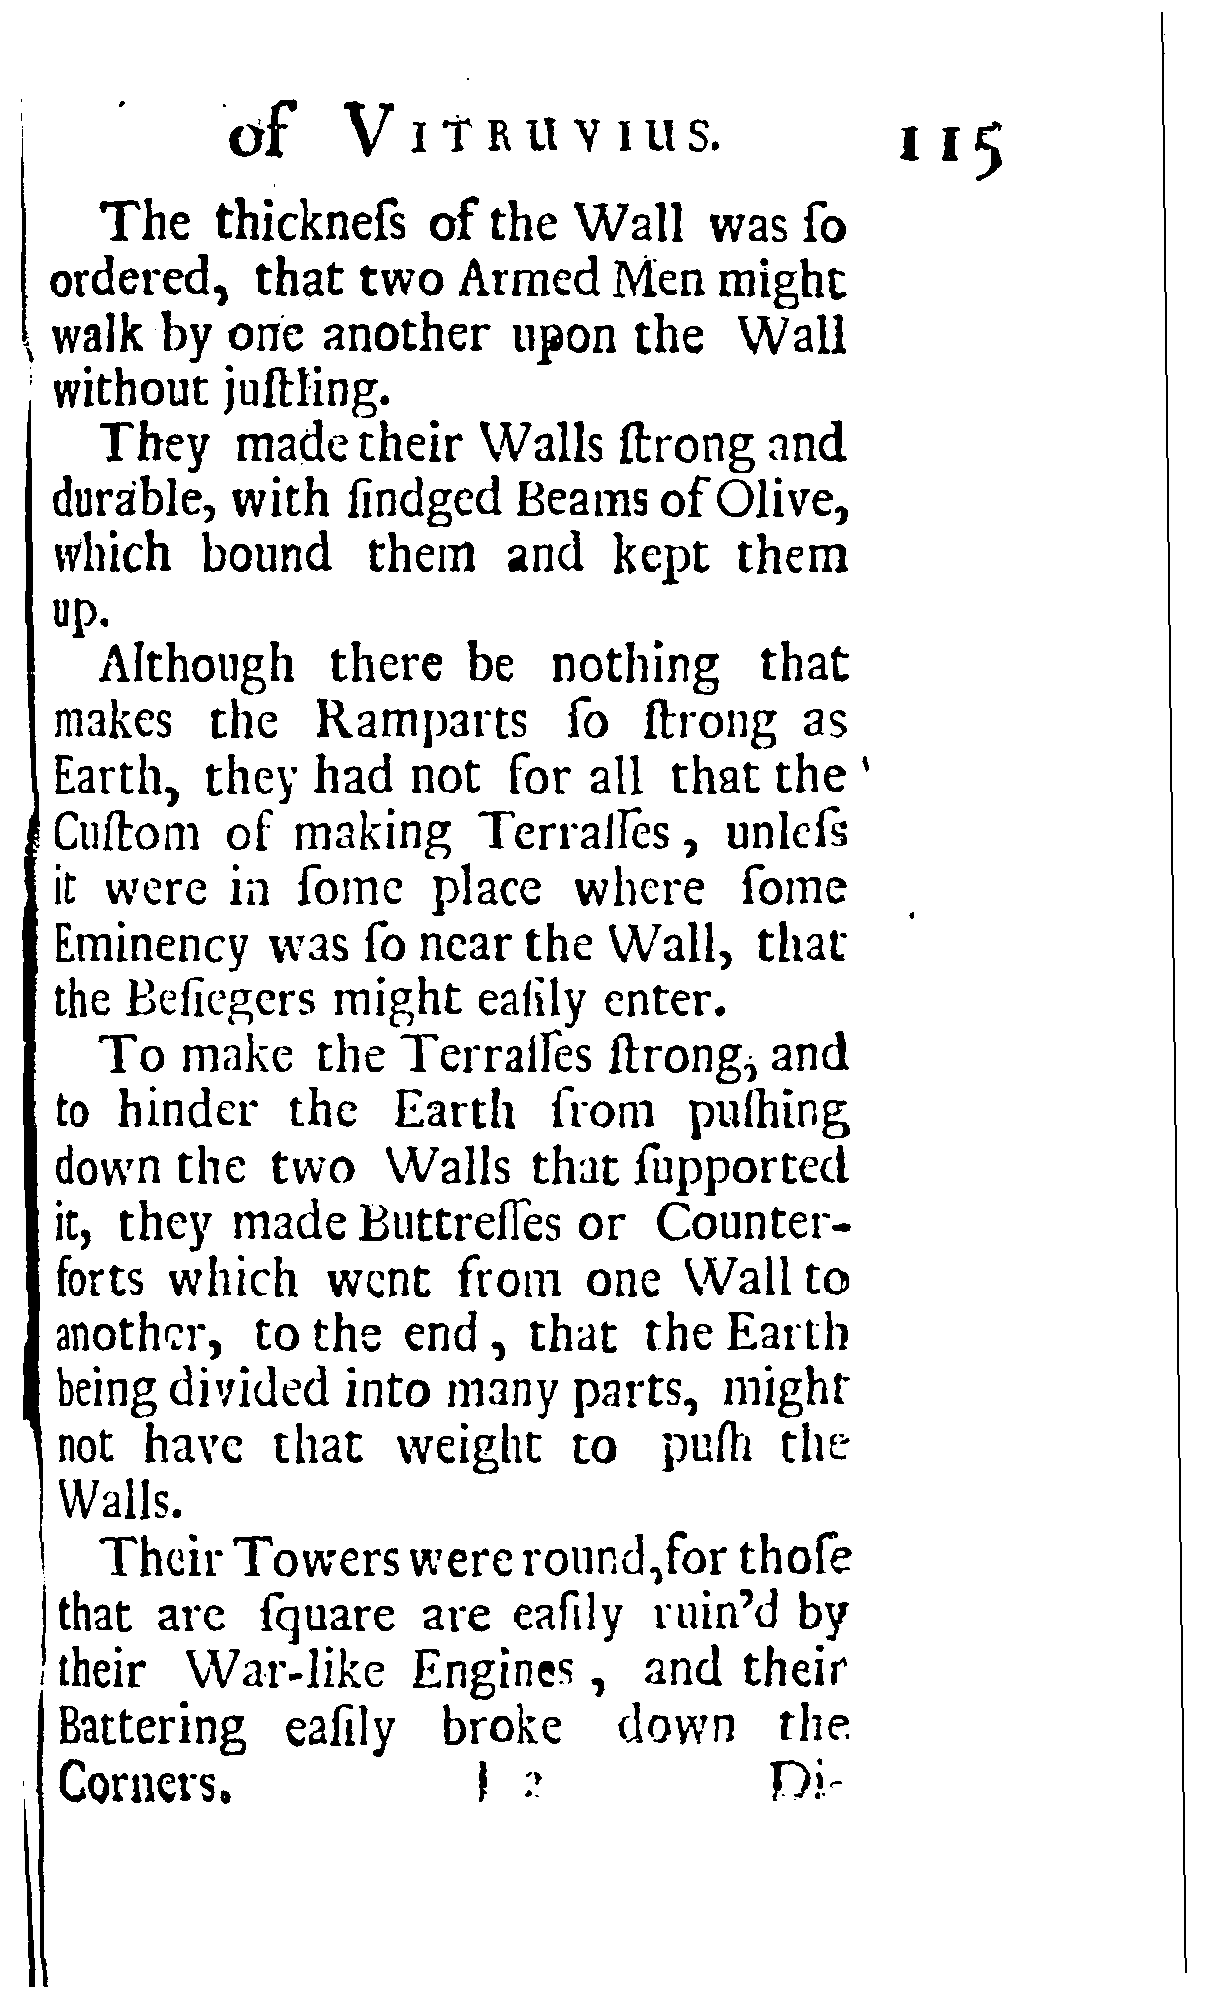 of VITRUVIUS. 115
The thickneſs of the Wall was ſo
ordered, that two Armed Men might
walk by one another upon the Wall
without juſtling.
They made their Walls ſtrong and
durable, with ſindged Beams of Olive,
which bound them and kept them
up.
Although there be nothing that
makes the Ramparts ſo ſtrong as
Earth, they had not for all that the
Cuſtom of making Terraſſes, unleſs
it were in ſome place where ſome
Eminency was ſo near the Wall, that
the Beſiegers might eaſily enter.
To make the Terraſſes ſtrong, and
to hinder the Earth from puſhing
down the two Walls that ſupported
it, they made Buttreſſes or Counter-
forts which went from one Wall to
another, to the end, that the Earth
being divided into many parts, might
not have that weight to puſh the
Walls.
Their Towers were round, for thoſe
that are ſquare are eaſily ruin'd by
their War-like Engines, and their
Battering eaſily broke down the
Corners. I 2 Di-